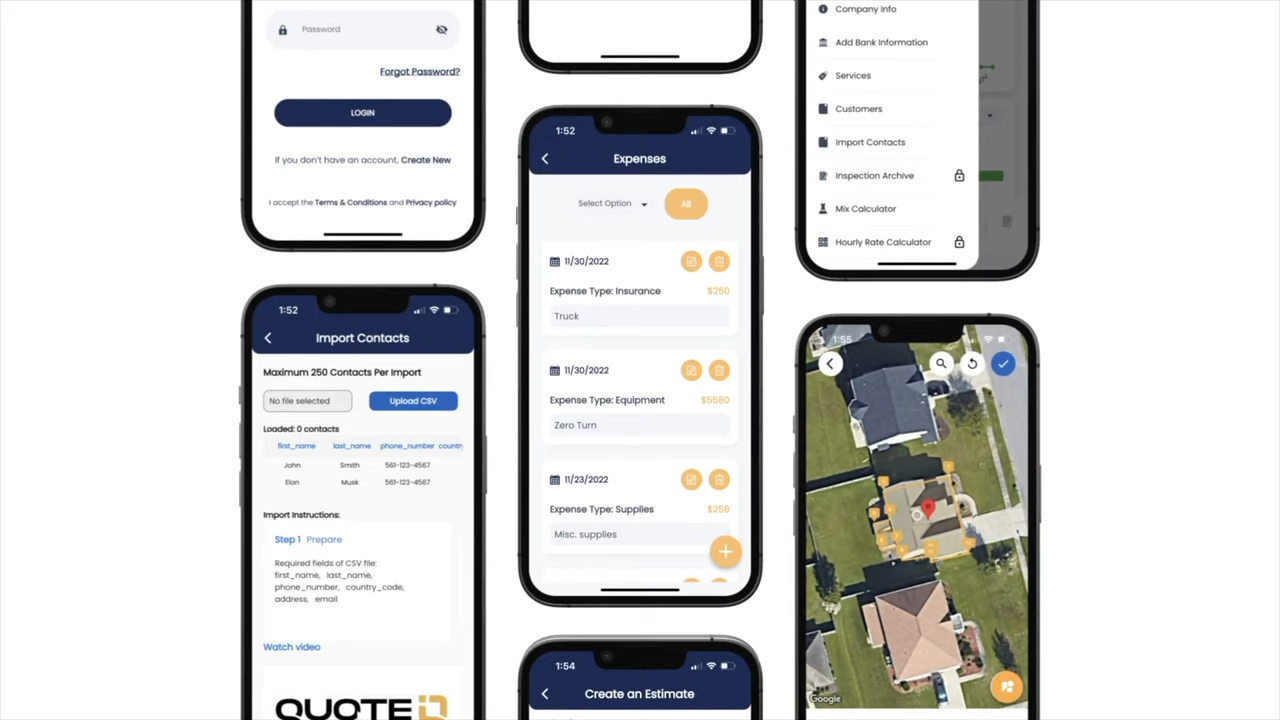 Password
Forgot Password?
LOGIN
If you don't have an account, Create New
I accept the Terms & Conditions and Privacy policy
1:52
Import Contacts
Maximum 250 Contacts Per Import
No file selected
Upload CSV
Loaded: 0 contacts
first_name last_name phone_number countr
John Smith 561-123-4567
Elon Musk 561-123-4567
Import Instructions:
Step 1 Prepare
Required fields of CSV file:
first_name, last_name,
phone_number, country_code,
address, email
Watch video
QUOTE iQ
1:52
Expenses
Select Option
All
11/30/2022
Expense Type: Insurance $250
Truck
11/30/2022
Expense Type: Equipment $5580
Zero Turn
11/23/2022
Expense Type: Supplies $258
Misc. supplies
1:54
Create an Estimate
Company Info
Add Bank Information
Services
Customers
Import Contacts
Inspection Archive
Mix Calculator
Hourly Rate Calculator
1:55
Google